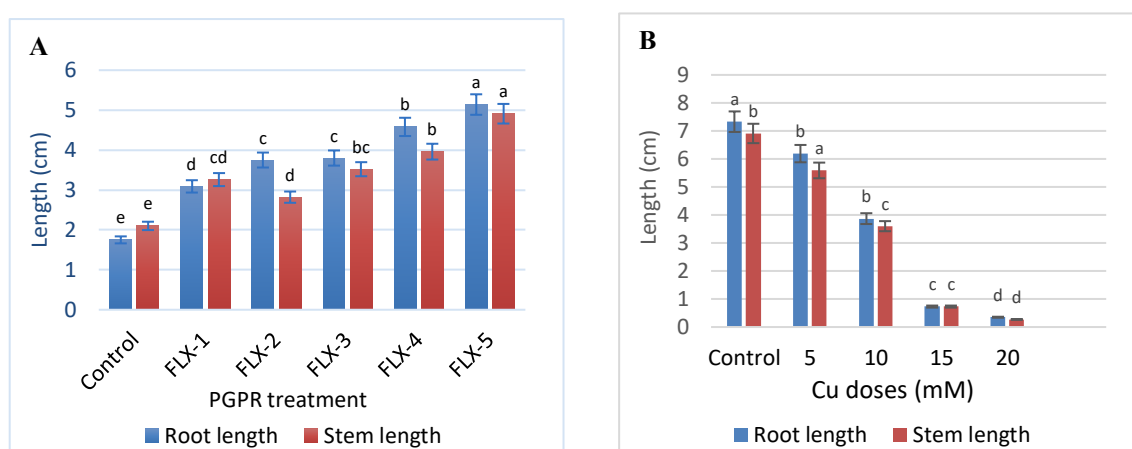 A
Length (cm)
6
5
4
3
2
1
0
e e d cd c d c bc b b a a
Control FLX-1 FLX-2 FLX-3 FLX-4 FLX-5
PGPR treatment
Root length Stem length
B
Length (cm)
9
8
7
6
5
4
3
2
1
0
a b b a b c c c d d
Control 5 10 15 20
Cu doses (mM)
Root length Stem length